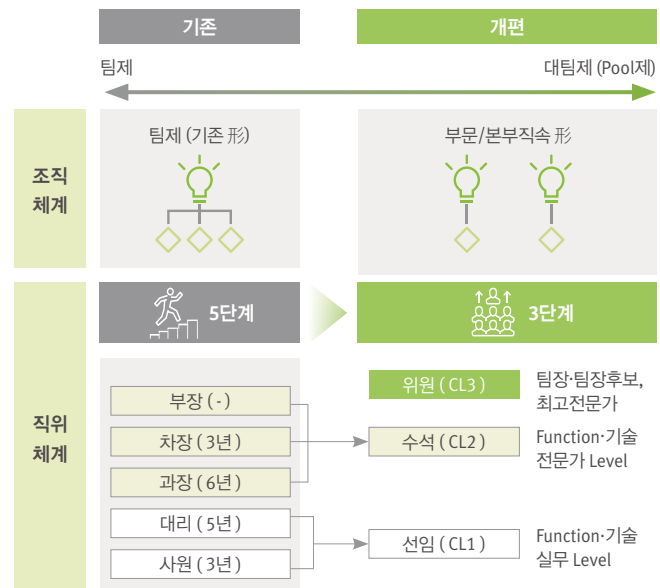 기존
개편
팀제
대팀제 (Pool제)
조직
체계
팀제 (기존 形)
부문/본부직속 形
5단계
3단계
직위
체계
부장 ( - )
차장 ( 3년 )
과장 ( 6년 )
대리 ( 5년 )
사원 ( 3년 )
위원 ( CL3 )
팀장·팀장후보,
최고전문가
수석 ( CL2 )
Function·기술
전문가 Level
선임 ( CL1 )
Function·기술
실무 Level